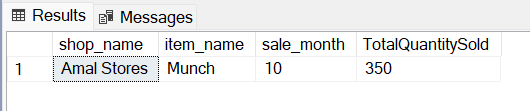 Results Messages
shop_name item_name sale_month TotalQuantitySold
1 Amal Stores Munch 10 350